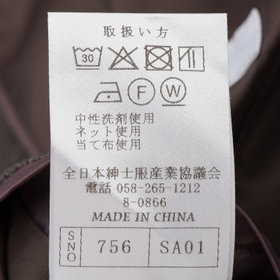 取扱い方
30
F W
中性洗剤使用
ネット使用
当て布使用
全日本紳士服産業協議会
電話 058-265-1212
8-0866
MADE IN CHINA
SNO 756 SA01